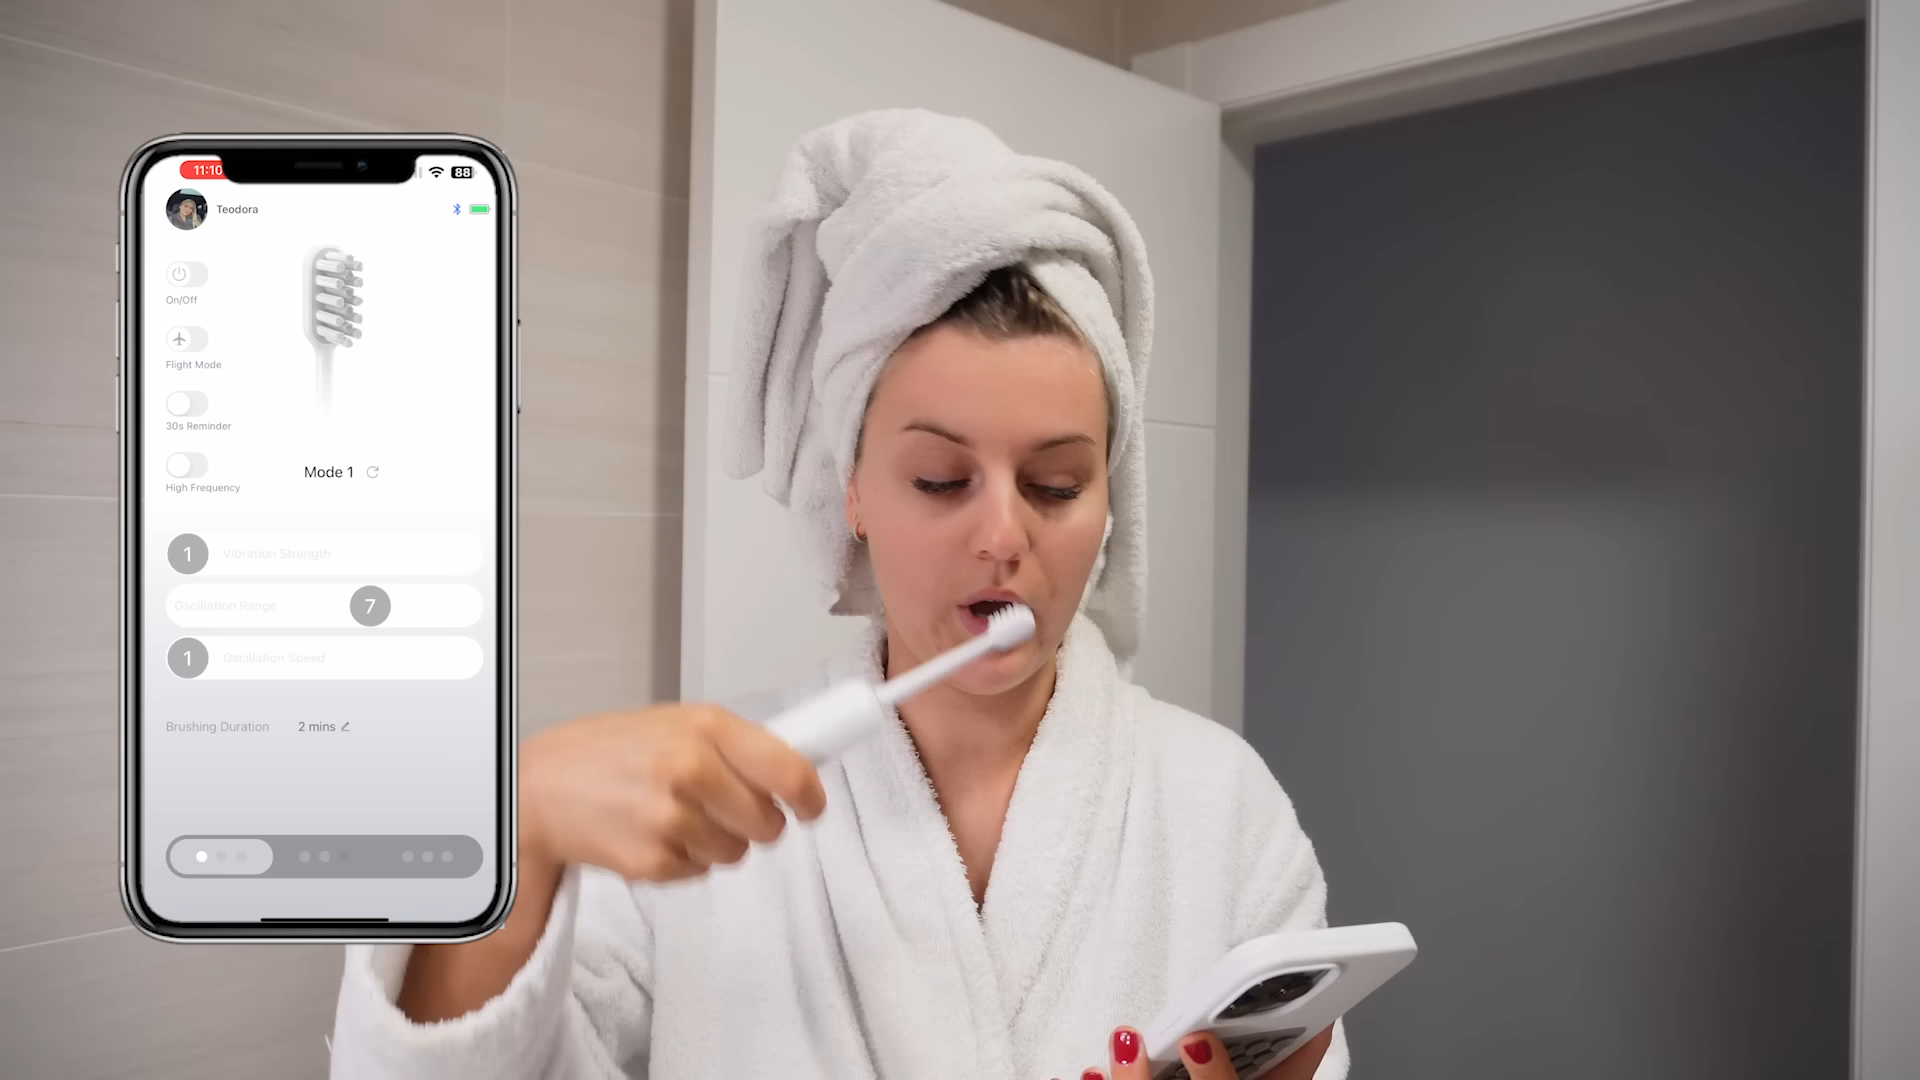 11:10
88
Teodora
On/Off
Flight Mode
30s Reminder
High Frequency
Mode 1
1 Vibration Strength
Oscillation Range 7
1 Oscillation Speed
Brushing Duration 2 mins